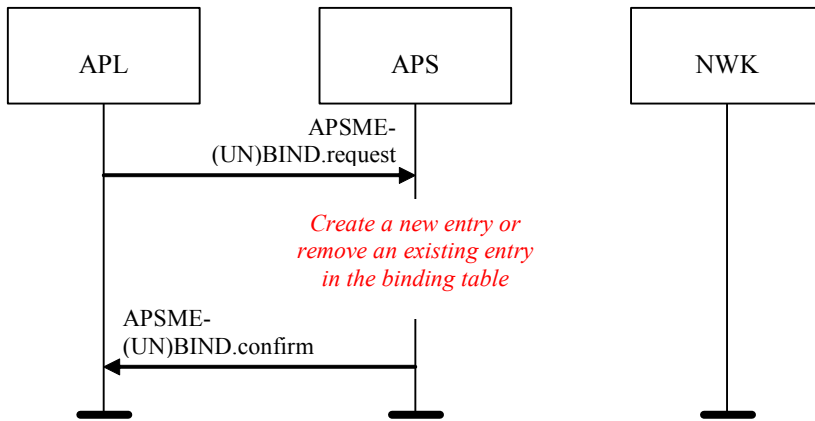 APL
APS
NWK
APSME-
(UN)BIND.request
Create a new entry or
remove an existing entry
in the binding table
APSME-
(UN)BIND.confirm